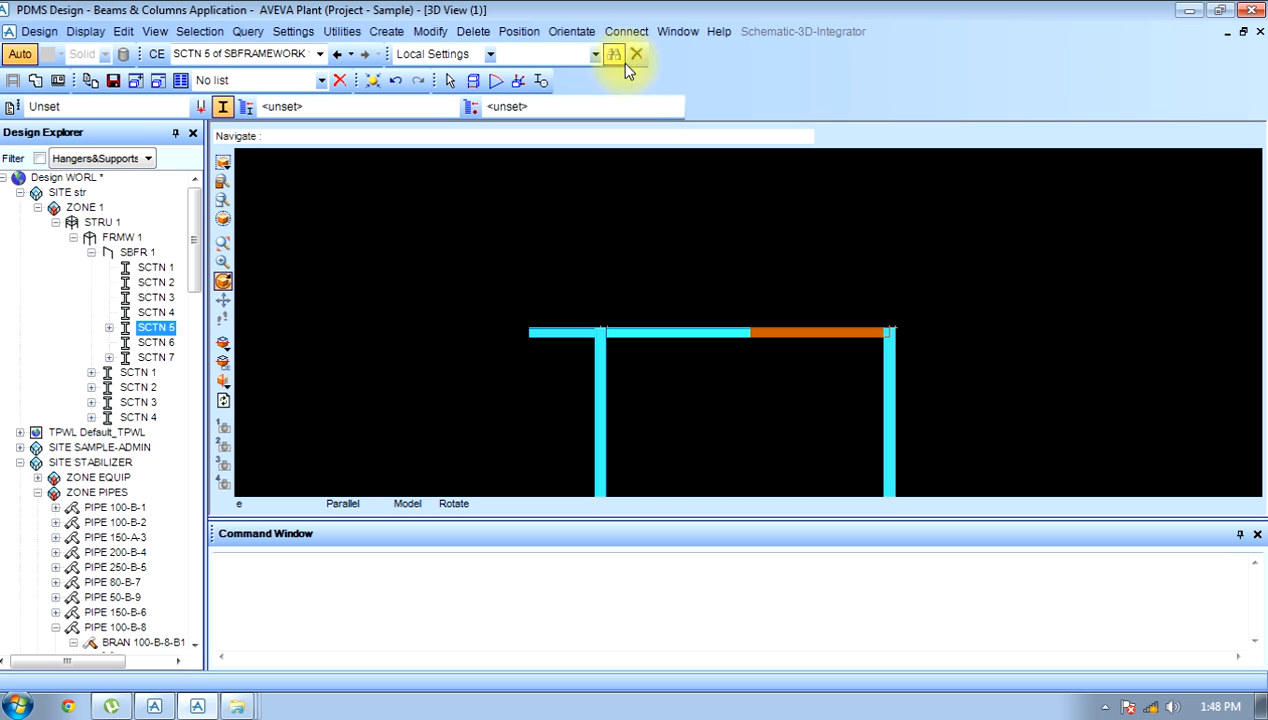 PDMS Design - Beams & Columns Application - AVEVA Plant (Project - Sample) - [3D View (1)]
Design Display Edit View Selection Query Settings Utilities Create Modify Delete Position Orientate Connect Window Help Schematic-3D-Integrator
Auto Solid CE SCTN 5 of SBFRAMEWORK Local Settings
No list
Unset <unset> <unset>
Design Explorer
Navigate :
Filter Hangers&Supports
Design WORL *
SITE str
ZONE 1
STRU 1
FRMW 1
SBFR 1
SCTN 1
SCTN 2
SCTN 3
SCTN 4
SCTN 5
SCTN 6
SCTN 7
SCTN 1
SCTN 2
SCTN 3
SCTN 4
TPWL Default_TPWL
SITE SAMPLE-ADMIN
SITE STABILIZER
ZONE EQUIP
ZONE PIPES
PIPE 100-B-1
PIPE 100-B-2
PIPE 150-A-3
PIPE 200-B-4
PIPE 250-B-5
PIPE 80-B-7
PIPE 50-B-9
PIPE 150-B-6
PIPE 100-B-8
BRAN 100-B-8-B1
1
2
3
4
e Parallel Model Rotate
Command Window
1:48 PM